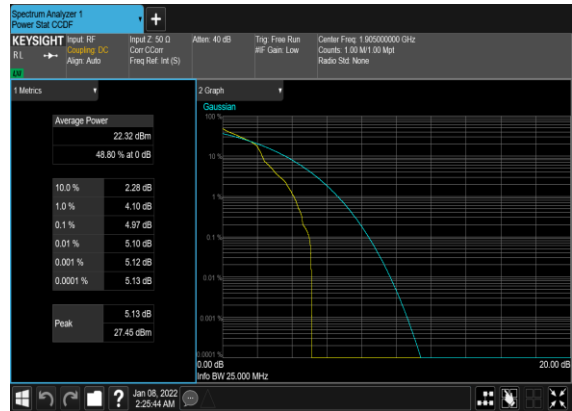 Spectrum Analyzer 1
Power Stat CCDF
KEYSIGHT
RL
LV
Input: RF
Coupling: DC
Align: Auto
Input Z: 50 Ω
Corr CCorr
Freq Ref: Int (S)
Atten: 40 dB
Trig: Free Run
#IF Gain: Low
Center Freq: 1.905000000 GHz
Counts: 1.00 M/1.00 Mpt
Radio Std: None
1 Metrics
Average Power
22.32 dBm
48.80 % at 0 dB
10.0 % 2.28 dB
1.0 % 4.10 dB
0.1 % 4.97 dB
0.01 % 5.10 dB
0.001 % 5.12 dB
0.0001 % 5.13 dB
Peak
5.13 dB
27.45 dBm
2 Graph
Gaussian
100 %
10 %
1 %
0.1 %
0.01 %
0.001 %
0.0001 %
0.00 dB
20.00 dB
Info BW 25.000 MHz
?
Jan 08, 2022
2:25:44 AM